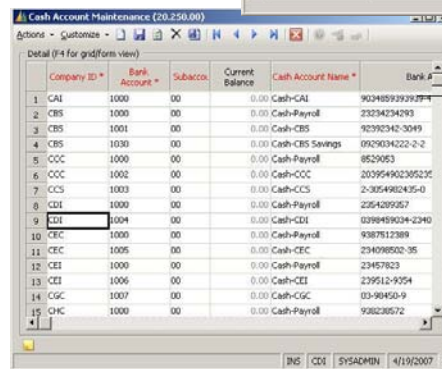 Cash Account Maintenance (20.250.00)
Actions - Customize -
Detail (F4 for grid/form view)
Company ID * Bank Account * Subaccou Current Balance Cash Account Name * Bank A
1 CAI 1000 00 0.00 Cash-CAI
2 CBS 1000 00 0.00 Cash-Payroll 23234234293
3 CBS 1001 00 0.00 Cash-CBS 92392342-3049
4 CBS 1030 00 0.00 Cash-CBS Savings 0929034222-2-2
5 CCC 1000 00 0.00 Cash-Payroll 8529053
6 CCC 1002 00 0.00 Cash-CCC 203954902385235
7 CCS 1003 00 0.00 Cash-CCS 2-3054982435-0
8 CDI 1000 00 0.00 Cash-Payroll 2354289357
9 CDI 1004 00 0.00 Cash-CDI 0398459034-2340
10 CEC 1000 00 0.00 Cash-Payroll 9387512389
11 CEC 1005 00 0.00 Cash-CEC 234098502-35
12 CEI 1000 00 0.00 Cash-Payroll 23457823
13 CEI 1006 00 0.00 Cash-CEI 239512-9354
14 CGC 1007 00 0.00 Cash-CGC 03-98450-9
15 CHC 1000 00 0.00 Cash-Payroll 938238572
INS CDI SYSADMIN 4/19/2007